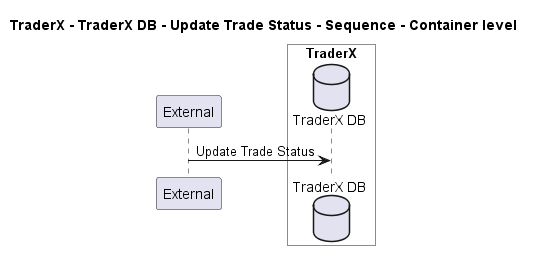 TraderX - TraderX DB - Update Trade Status - Sequence - Container level
TraderX
External
TraderX DB
Update Trade Status
External
TraderX DB